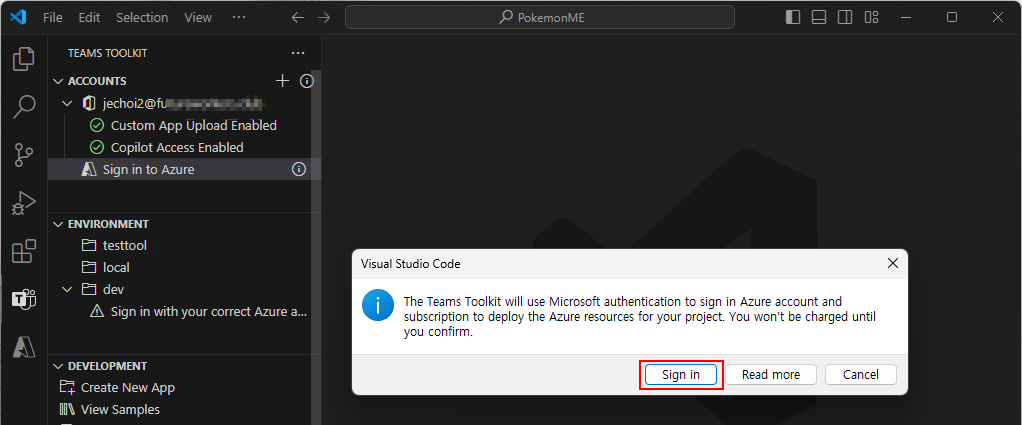 File Edit Selection View ··· PokemonME
TEAMS TOOLKIT ···
ACCOUNTS
jechoi2@fu
Custom App Upload Enabled
Copilot Access Enabled
Sign in to Azure
ENVIRONMENT
testtool
local
dev
Sign in with your correct Azure a...
DEVELOPMENT
Create New App
View Samples
Visual Studio Code
The Teams Toolkit will use Microsoft authentication to sign in Azure account and
subscription to deploy the Azure resources for your project. You won't be charged until
you confirm.
Sign in Read more Cancel